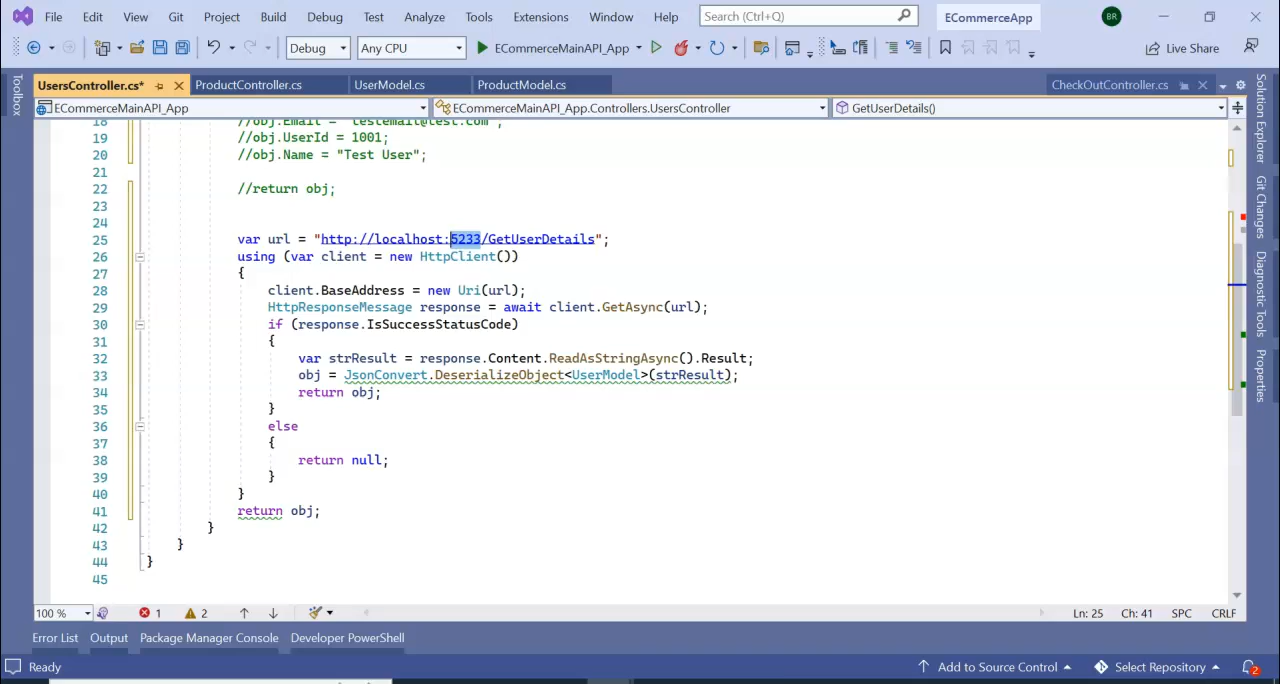 File Edit View Git Project Build Debug Test Analyze Tools Extensions Window Help Search (Ctrl+Q) ECommerceApp BR
Debug Any CPU ECommerceMainAPI_App Live Share
UsersController.cs* ProductController.cs UserModel.cs ProductModel.cs CheckOutController.cs
ECommerceMainAPI_App ECommerceMainAPI_App.Controllers.UsersController GetUserDetails()
Toolbox
Solution Explorer
Git Changes
Diagnostic Tools
Properties
18 //obj.Email = "testemail@test.com";
19 //obj.UserId = 1001;
20 //obj.Name = "Test User";
21
22 //return obj;
23
24
25 var url = "http://localhost:5233/GetUserDetails";
26 using (var client = new HttpClient())
27 {
28 client.BaseAddress = new Uri(url);
29 HttpResponseMessage response = await client.GetAsync(url);
30 if (response.IsSuccessStatusCode)
31 {
32 var strResult = response.Content.ReadAsStringAsync().Result;
33 obj = JsonConvert.DeserializeObject<UserModel>(strResult);
34 return obj;
35 }
36 else
37 {
38 return null;
39 }
40 }
41 return obj;
42 }
43 }
44 }
45
100 % 1 2 Ln: 25 Ch: 41 SPC CRLF
Error List Output Package Manager Console Developer PowerShell
Ready Add to Source Control Select Repository 2